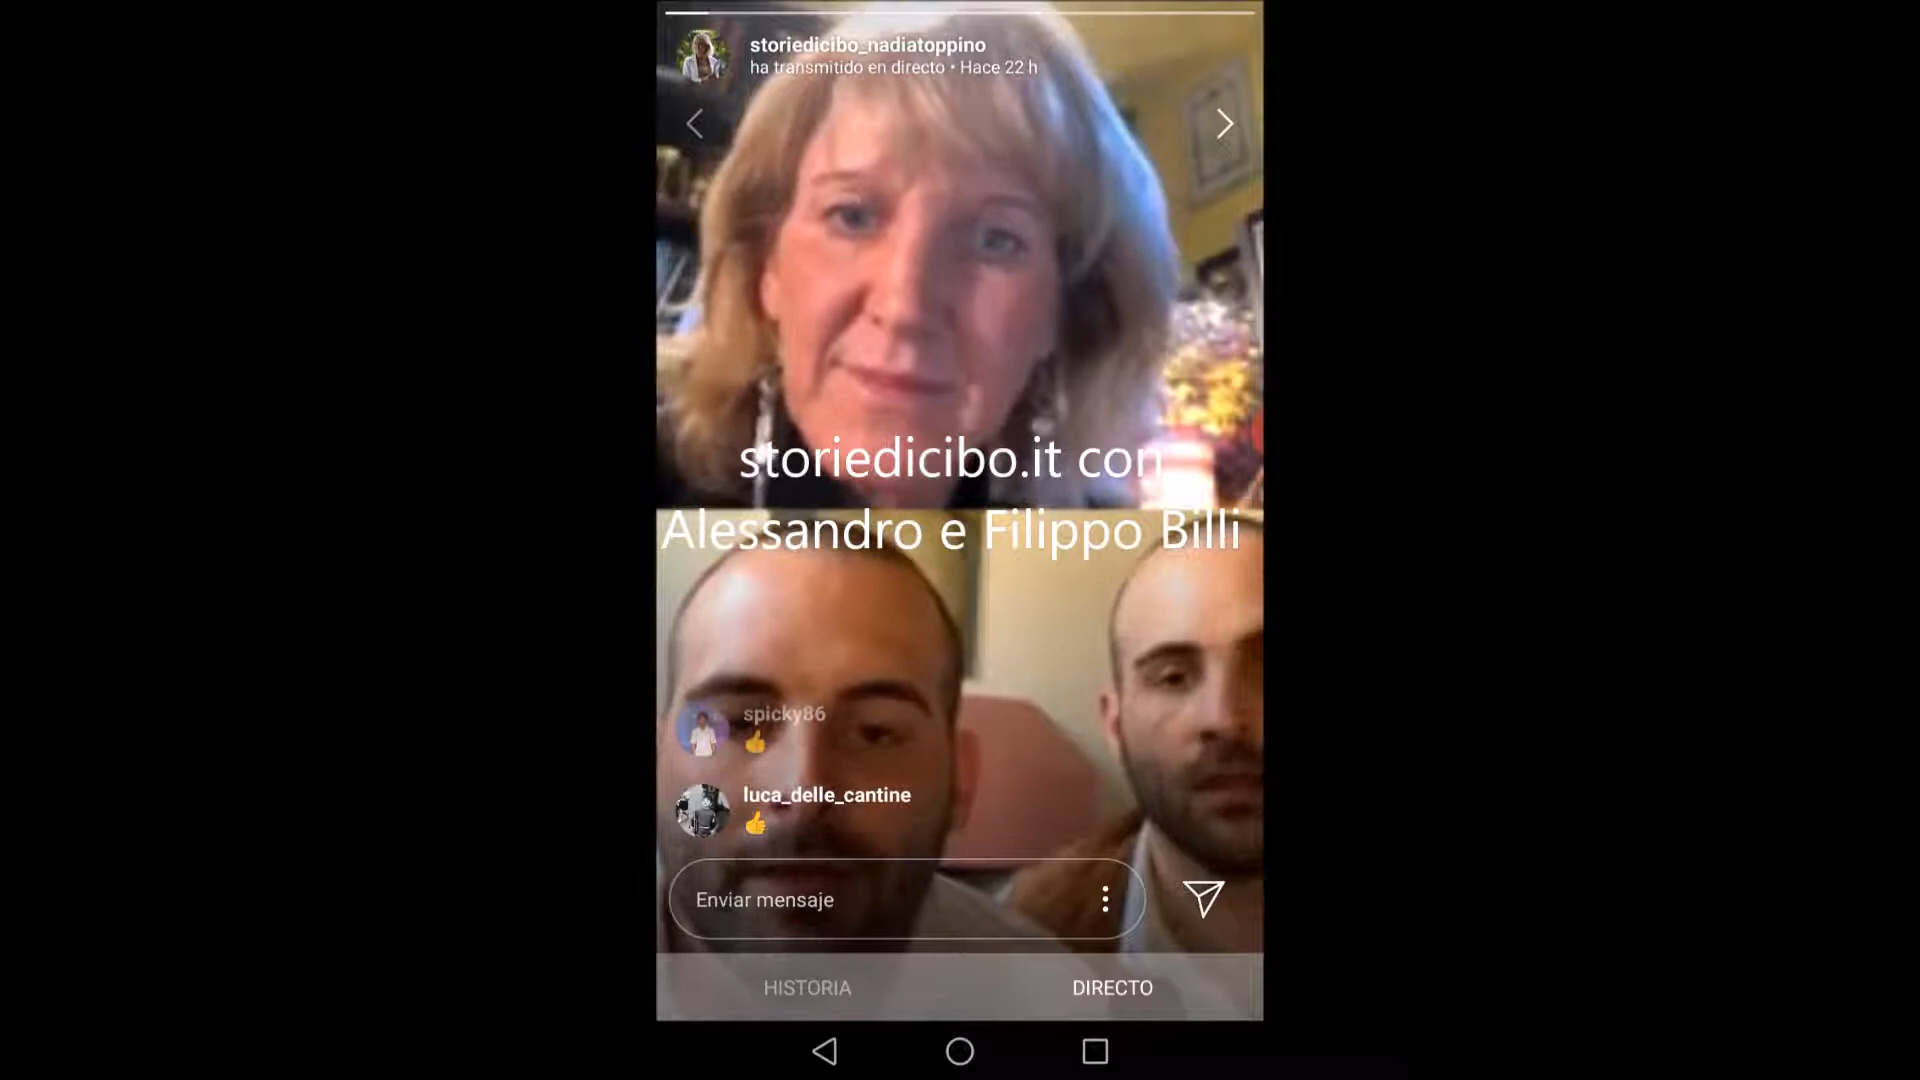 storiedicibo_nadiatoppino
ha transmitido en directo • Hace 22 h
storiedicibo.it con
Alessandro e Filippo Billi
spicky86
👍
luca_delle_cantine
👍
Enviar mensaje
HISTORIA
DIRECTO